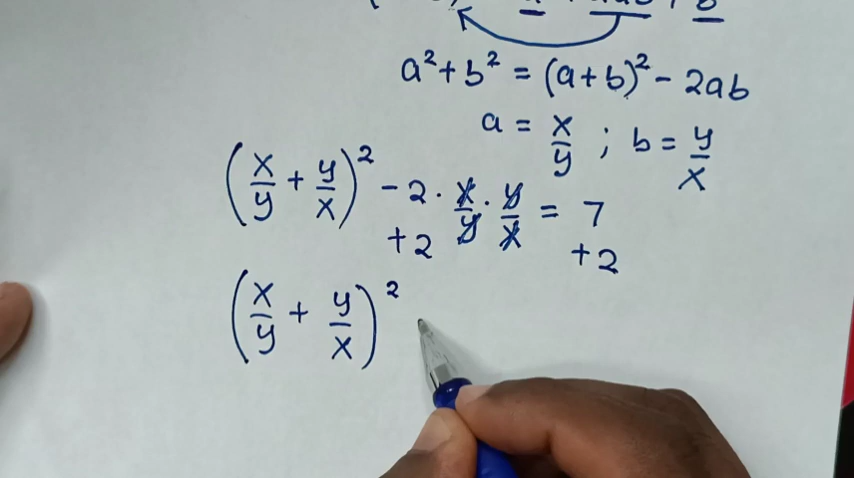 a² + b² = (a+b)² - 2ab
a = x/y ; b = y/x
(x/y + y/x)² - 2 · x/y · y/x = 7
+2 +2
(x/y + y/x)²